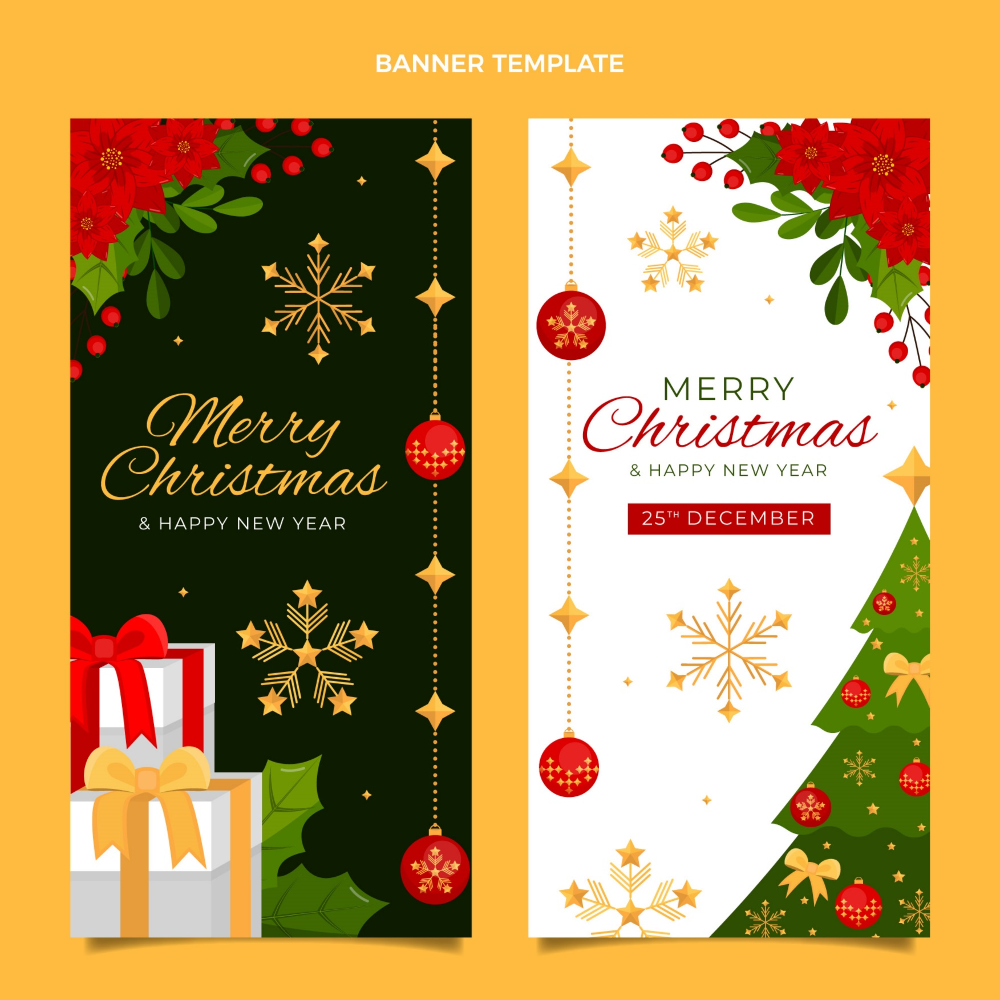 BANNER TEMPLATE
Merry
Christmas
& HAPPY NEW YEAR
MERRY
Christmas
& HAPPY NEW YEAR
25TH DECEMBER